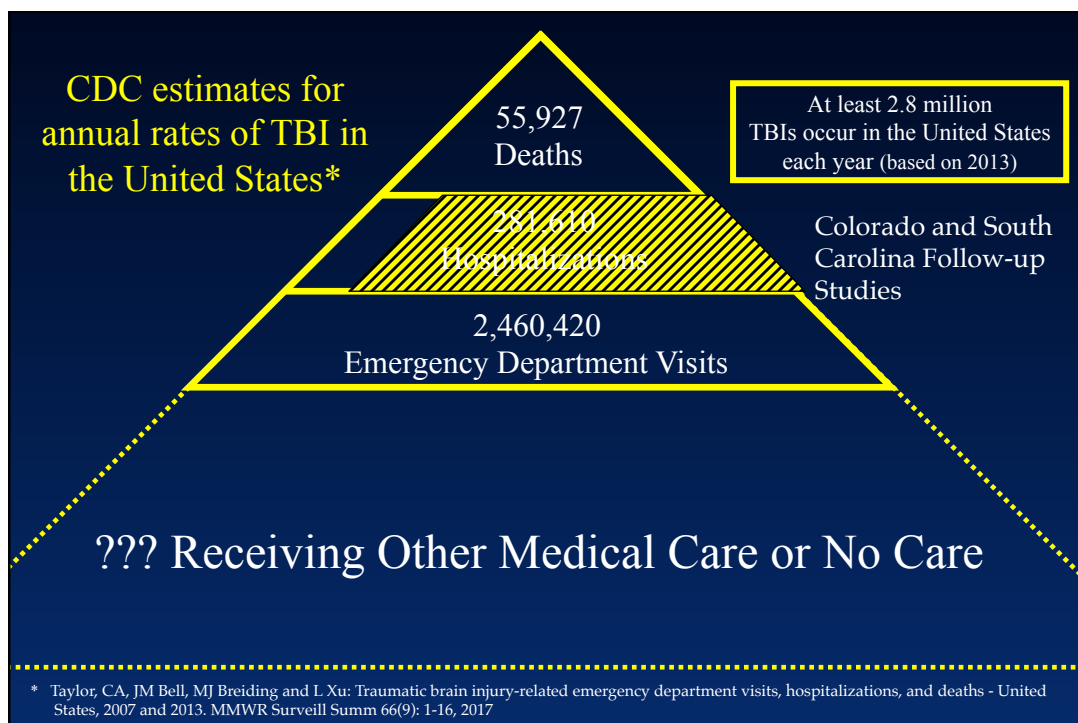 CDC estimates for
annual rates of TBI in
the United States*
55,927
Deaths
At least 2.8 million
TBIs occur in the United States
each year (based on 2013)
281,610
Hospitalizations
Colorado and South
Carolina Follow-up
Studies
2,460,420
Emergency Department Visits
??? Receiving Other Medical Care or No Care
* Taylor, CA, JM Bell, MJ Breiding and L Xu: Traumatic brain injury-related emergency department visits, hospitalizations, and deaths - United
States, 2007 and 2013. MMWR Surveill Summ 66(9): 1-16, 2017